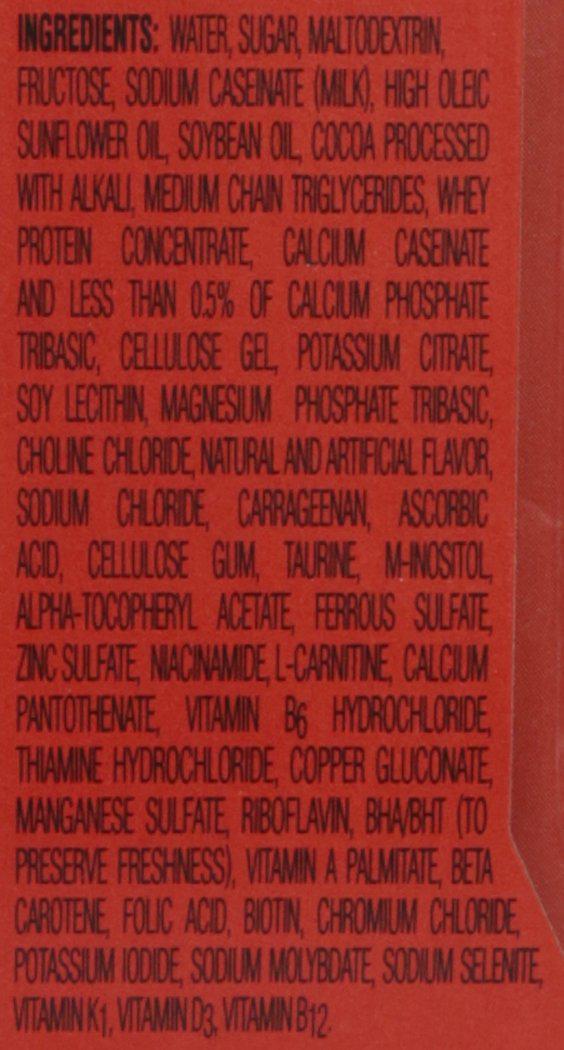 INGREDIENTS: WATER, SUGAR, MALTODEXTRIN,
FRUCTOSE, SODIUM CASEINATE (MILK), HIGH OLEIC
SUNFLOWER OIL, SOYBEAN OIL, COCOA PROCESSED
WITH ALKALI, MEDIUM CHAIN TRIGLYCERIDES, WHEY
PROTEIN CONCENTRATE, CALCIUM CASEINATE
AND LESS THAN 0.5% OF CALCIUM PHOSPHATE
TRIBASIC, CELLULOSE GEL, POTASSIUM CITRATE,
SOY LECITHIN, MAGNESIUM PHOSPHATE TRIBASIC,
CHOLINE CHLORIDE, NATURAL AND ARTIFICIAL FLAVOR,
SODIUM CHLORIDE, CARRAGEENAN, ASCORBIC
ACID, CELLULOSE GUM, TAURINE, M-INOSITOL,
ALPHA-TOCOPHERYL ACETATE, FERROUS SULFATE,
ZINC SULFATE, NIACINAMIDE, L-CARNITINE, CALCIUM
PANTOTHENATE, VITAMIN B6 HYDROCHLORIDE,
THIAMINE HYDROCHLORIDE, COPPER GLUCONATE,
MANGANESE SULFATE, RIBOFLAVIN, BHA/BHT (TO
PRESERVE FRESHNESS), VITAMIN A PALMITATE, BETA
CAROTENE, FOLIC ACID, BIOTIN, CHROMIUM CHLORIDE,
POTASSIUM IODIDE, SODIUM MOLYBDATE, SODIUM SELENITE,
VITAMIN K1, VITAMIN D3, VITAMIN B12.